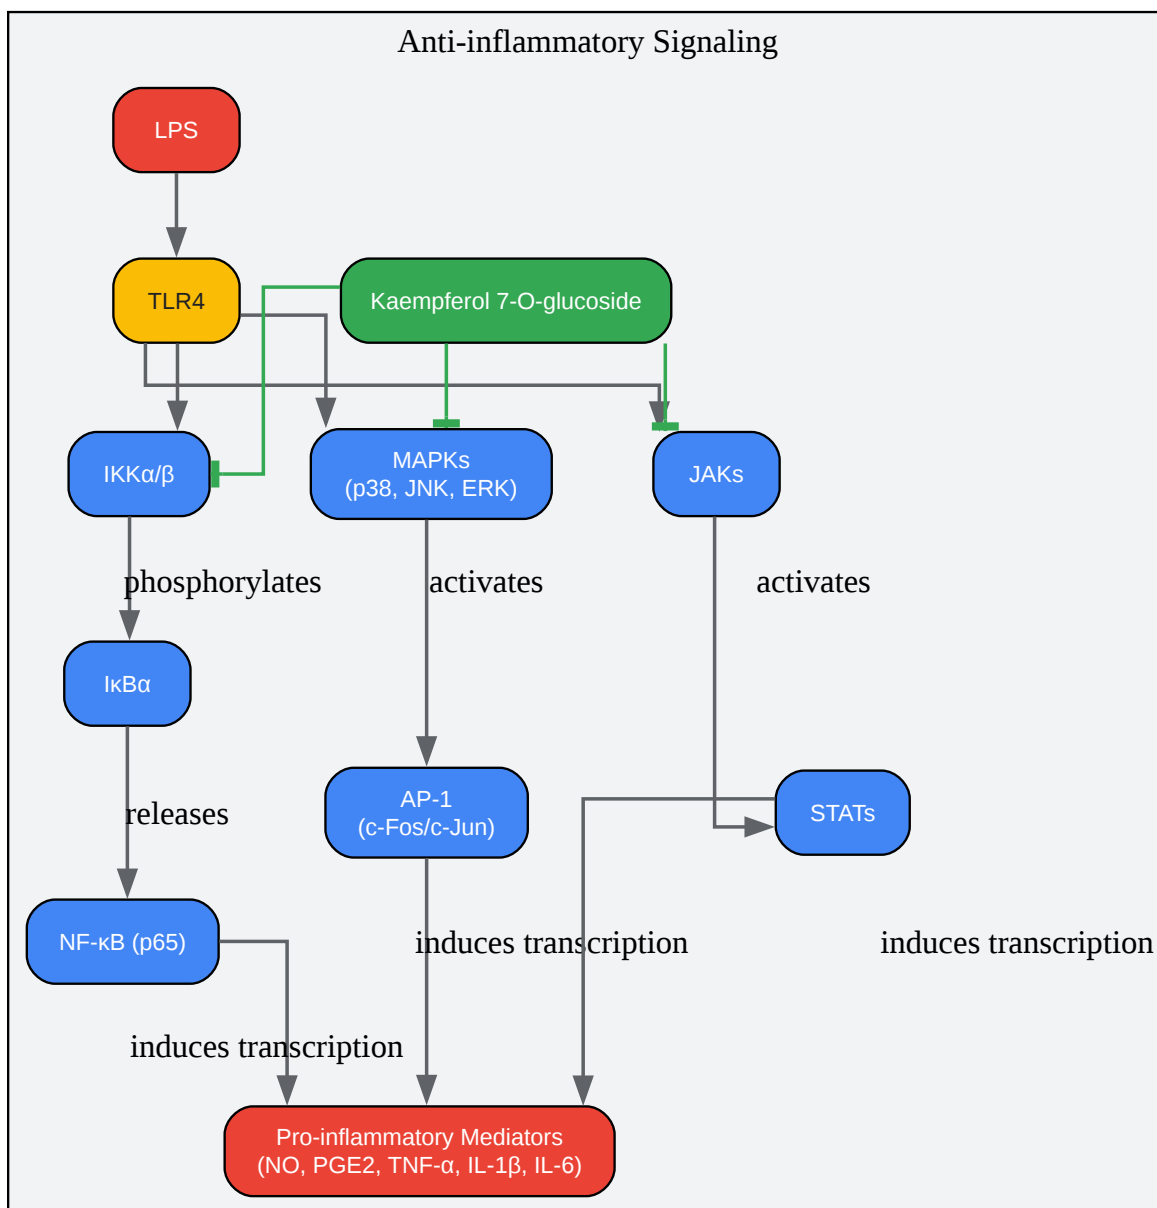 Anti-inflammatory Signaling
LPS
TLR4
Kaempferol 7-O-glucoside
IKKα/β
MAPKs
(p38, JNK, ERK)
JAKs
phosphorylates
activates
activates
IκBα
releases
AP-1
(c-Fos/c-Jun)
STATs
NF-κB (p65)
induces transcription
induces transcription
induces transcription
Pro-inflammatory Mediators
(NO, PGE2, TNF-α, IL-1β, IL-6)